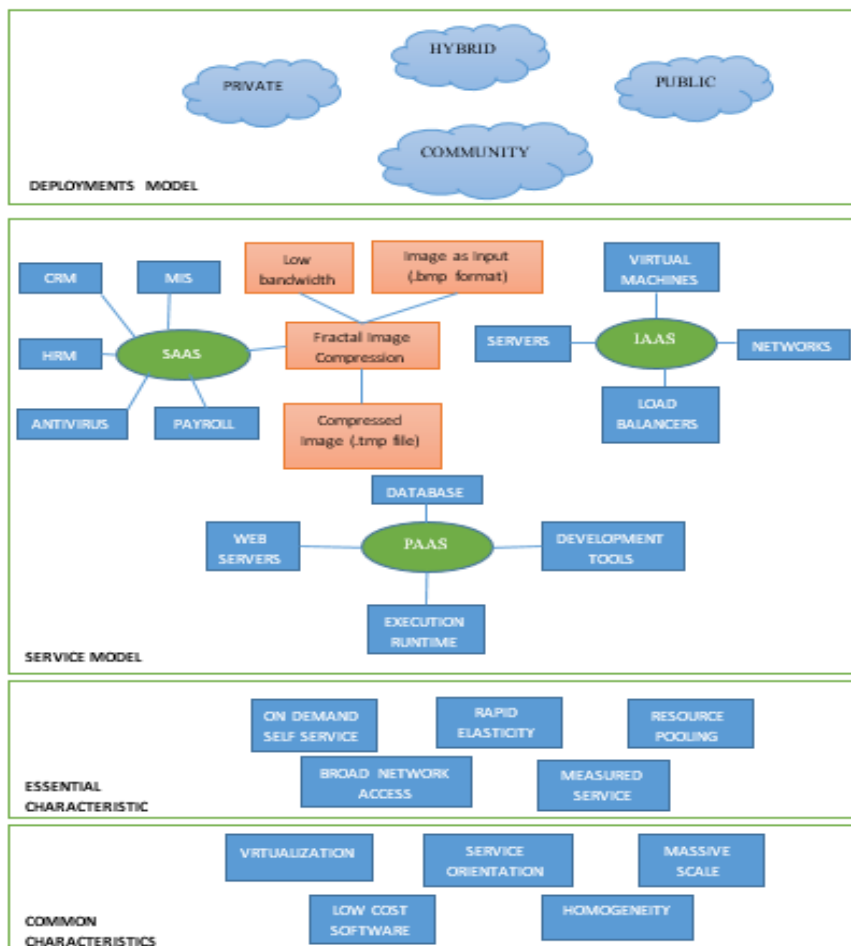 HYBRID
PRIVATE
PUBLIC
COMMUNITY
DEPLOYMENTS MODEL
CRM
MIS
Low
bandwidth
Image as Input
(.bmp format)
VIRTUAL
MACHINES
HRM
SAAS
Fractal Image
Compression
SERVERS
IAAS
NETWORKS
ANTIVIRUS
PAYROLL
Compressed
Image (.tmp file)
LOAD
BALANCERS
DATABASE
WEB
SERVERS
PAAS
DEVELOPMENT
TOOLS
EXECUTION
RUNTIME
SERVICE MODEL
ON DEMAND
SELF SERVICE
RAPID
ELASTICITY
RESOURCE
POOLING
BROAD NETWORK
ACCESS
MEASURED
SERVICE
ESSENTIAL
CHARACTERISTIC
VRTUALIZATION
SERVICE
ORIENTATION
MASSIVE
SCALE
LOW COST
SOFTWARE
HOMOGENEITY
COMMON
CHARACTERISTICS